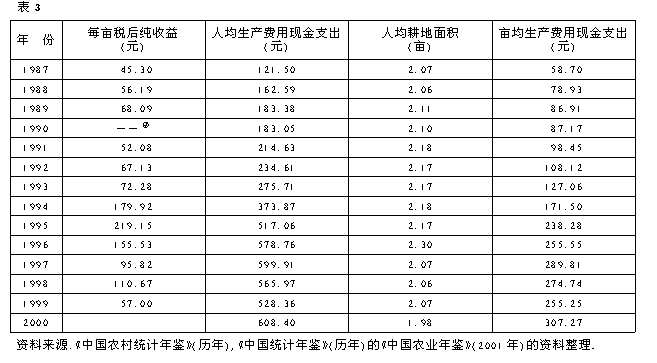 表 3
年 份 每亩税后纯收益(元) 人均生产费用现金支出(元) 人均耕地面积(亩) 亩均生产费用现金支出(元)
1987 45.30 121.50 2.07 58.70
1988 56.19 162.59 2.06 78.93
1989 68.09 183.38 2.11 86.91
1990 ——② 183.05 2.10 87.17
1991 52.08 214.63 2.18 98.45
1992 67.13 234.61 2.17 108.12
1993 72.28 275.71 2.17 127.06
1994 179.92 373.87 2.18 171.50
1995 219.15 517.06 2.17 238.28
1996 155.53 578.76 2.30 255.55
1997 95.82 599.91 2.07 289.81
1998 110.67 565.97 2.06 274.74
1999 57.00 528.36 2.07 255.25
2000 608.40 1.98 307.27
资料来源.《中国农村统计年鉴》(历年),《中国统计年鉴》(历年)的《中国农业年鉴》(2001 年)的资料整理.